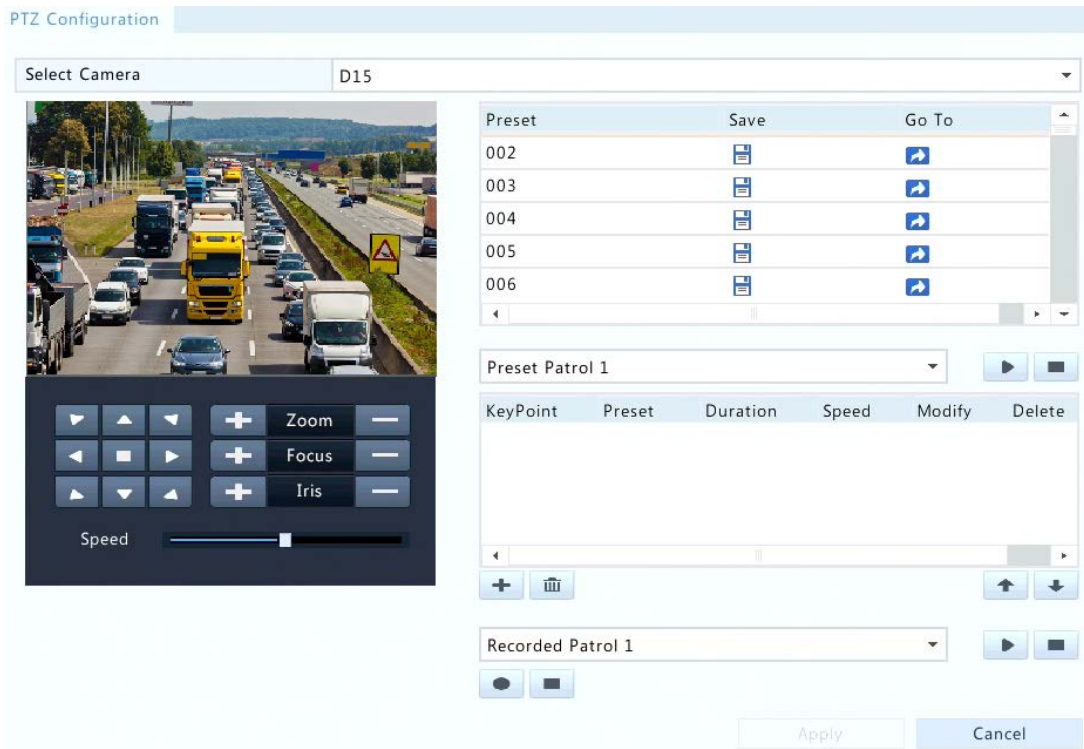 PTZ Configuration
Select Camera D15
Preset Save Go To
002
003
004
005
006
Preset Patrol 1
KeyPoint Preset Duration Speed Modify Delete
Zoom
Focus
Iris
Speed
Recorded Patrol 1
Apply Cancel